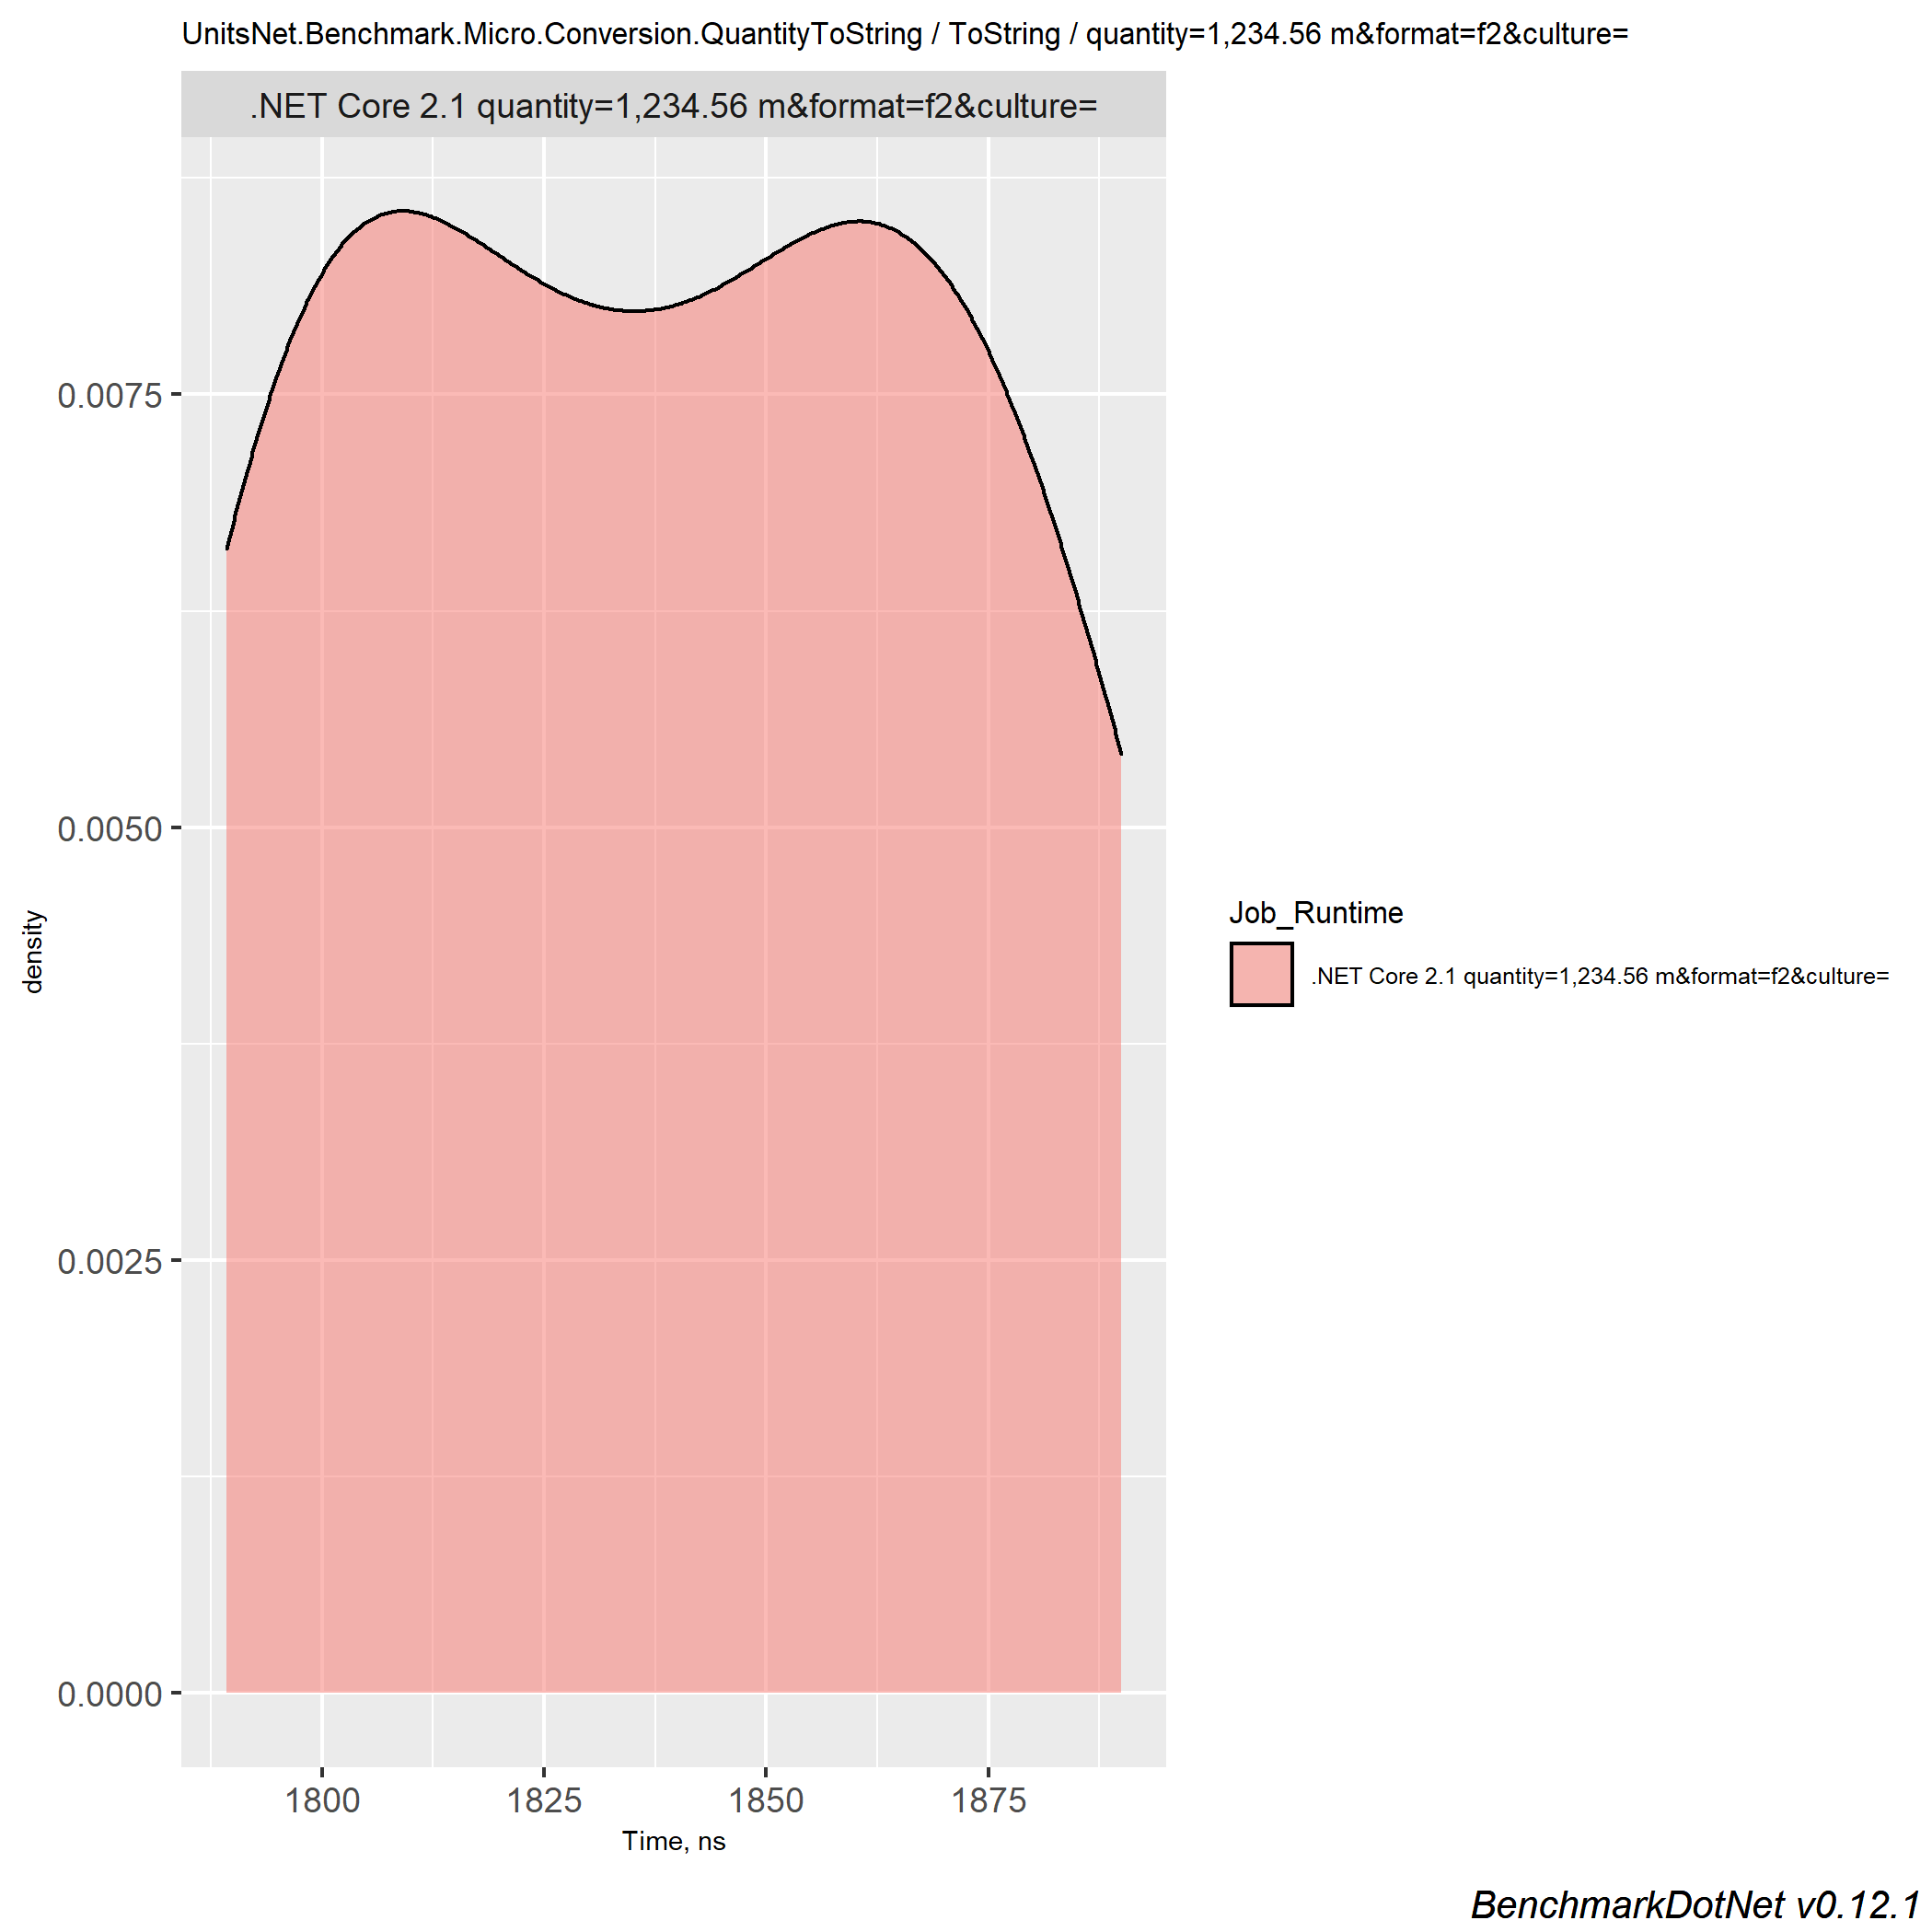 UnitsNet.Benchmark.Micro.Conversion.QuantityToString / ToString / quantity=1,234.56 m&format=f2&culture=
.NET Core 2.1 quantity=1,234.56 m&format=f2&culture=
0.0075
0.0050
0.0025
0.0000
density
1800 1825 1850 1875
Time, ns
Job_Runtime
.NET Core 2.1 quantity=1,234.56 m&format=f2&culture=
BenchmarkDotNet v0.12.1